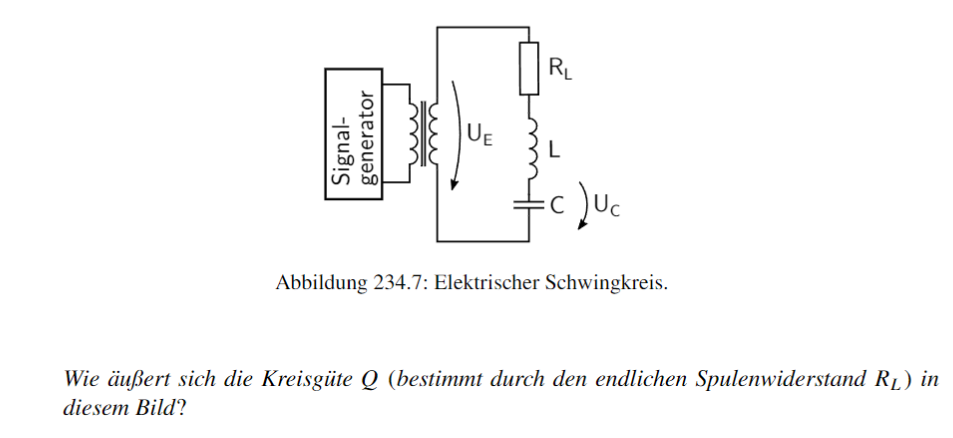 R_L
Signal-
generator
U_E
L
C
U_C
Abbildung 234.7: Elektrischer Schwingkreis.
Wie äußert sich die Kreisgüte Q (bestimmt durch den endlichen Spulenwiderstand R_L) in
diesem Bild?